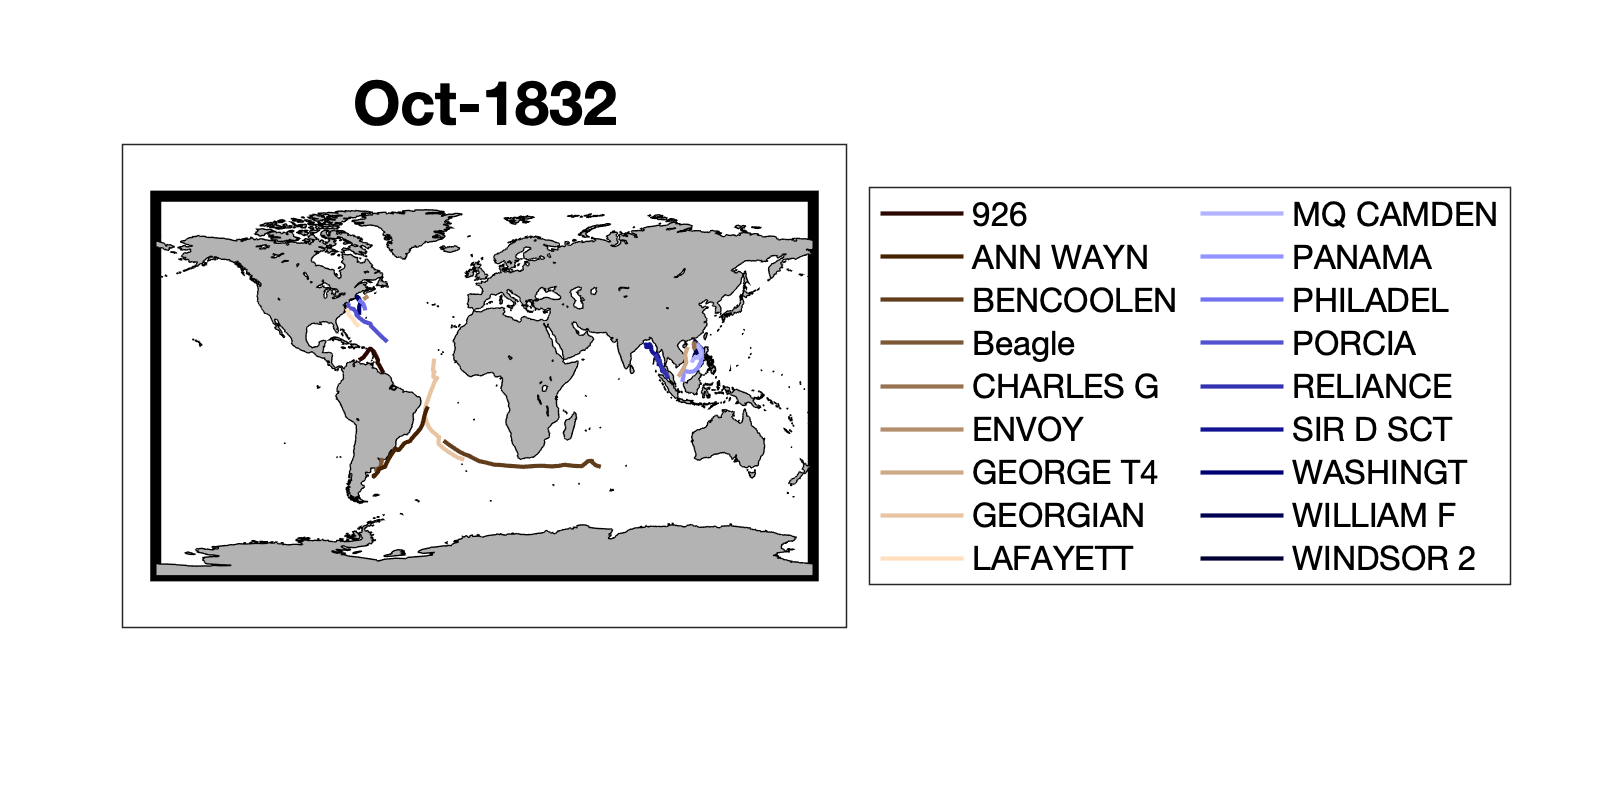 Oct-1832
926
ANN WAYN
BENCOOLEN
Beagle
CHARLES G
ENVOY
GEORGE T4
GEORGIAN
LAFAYETT
MQ CAMDEN
PANAMA
PHILADEL
PORCIA
RELIANCE
SIR D SCT
WASHINGT
WILLIAM F
WINDSOR 2